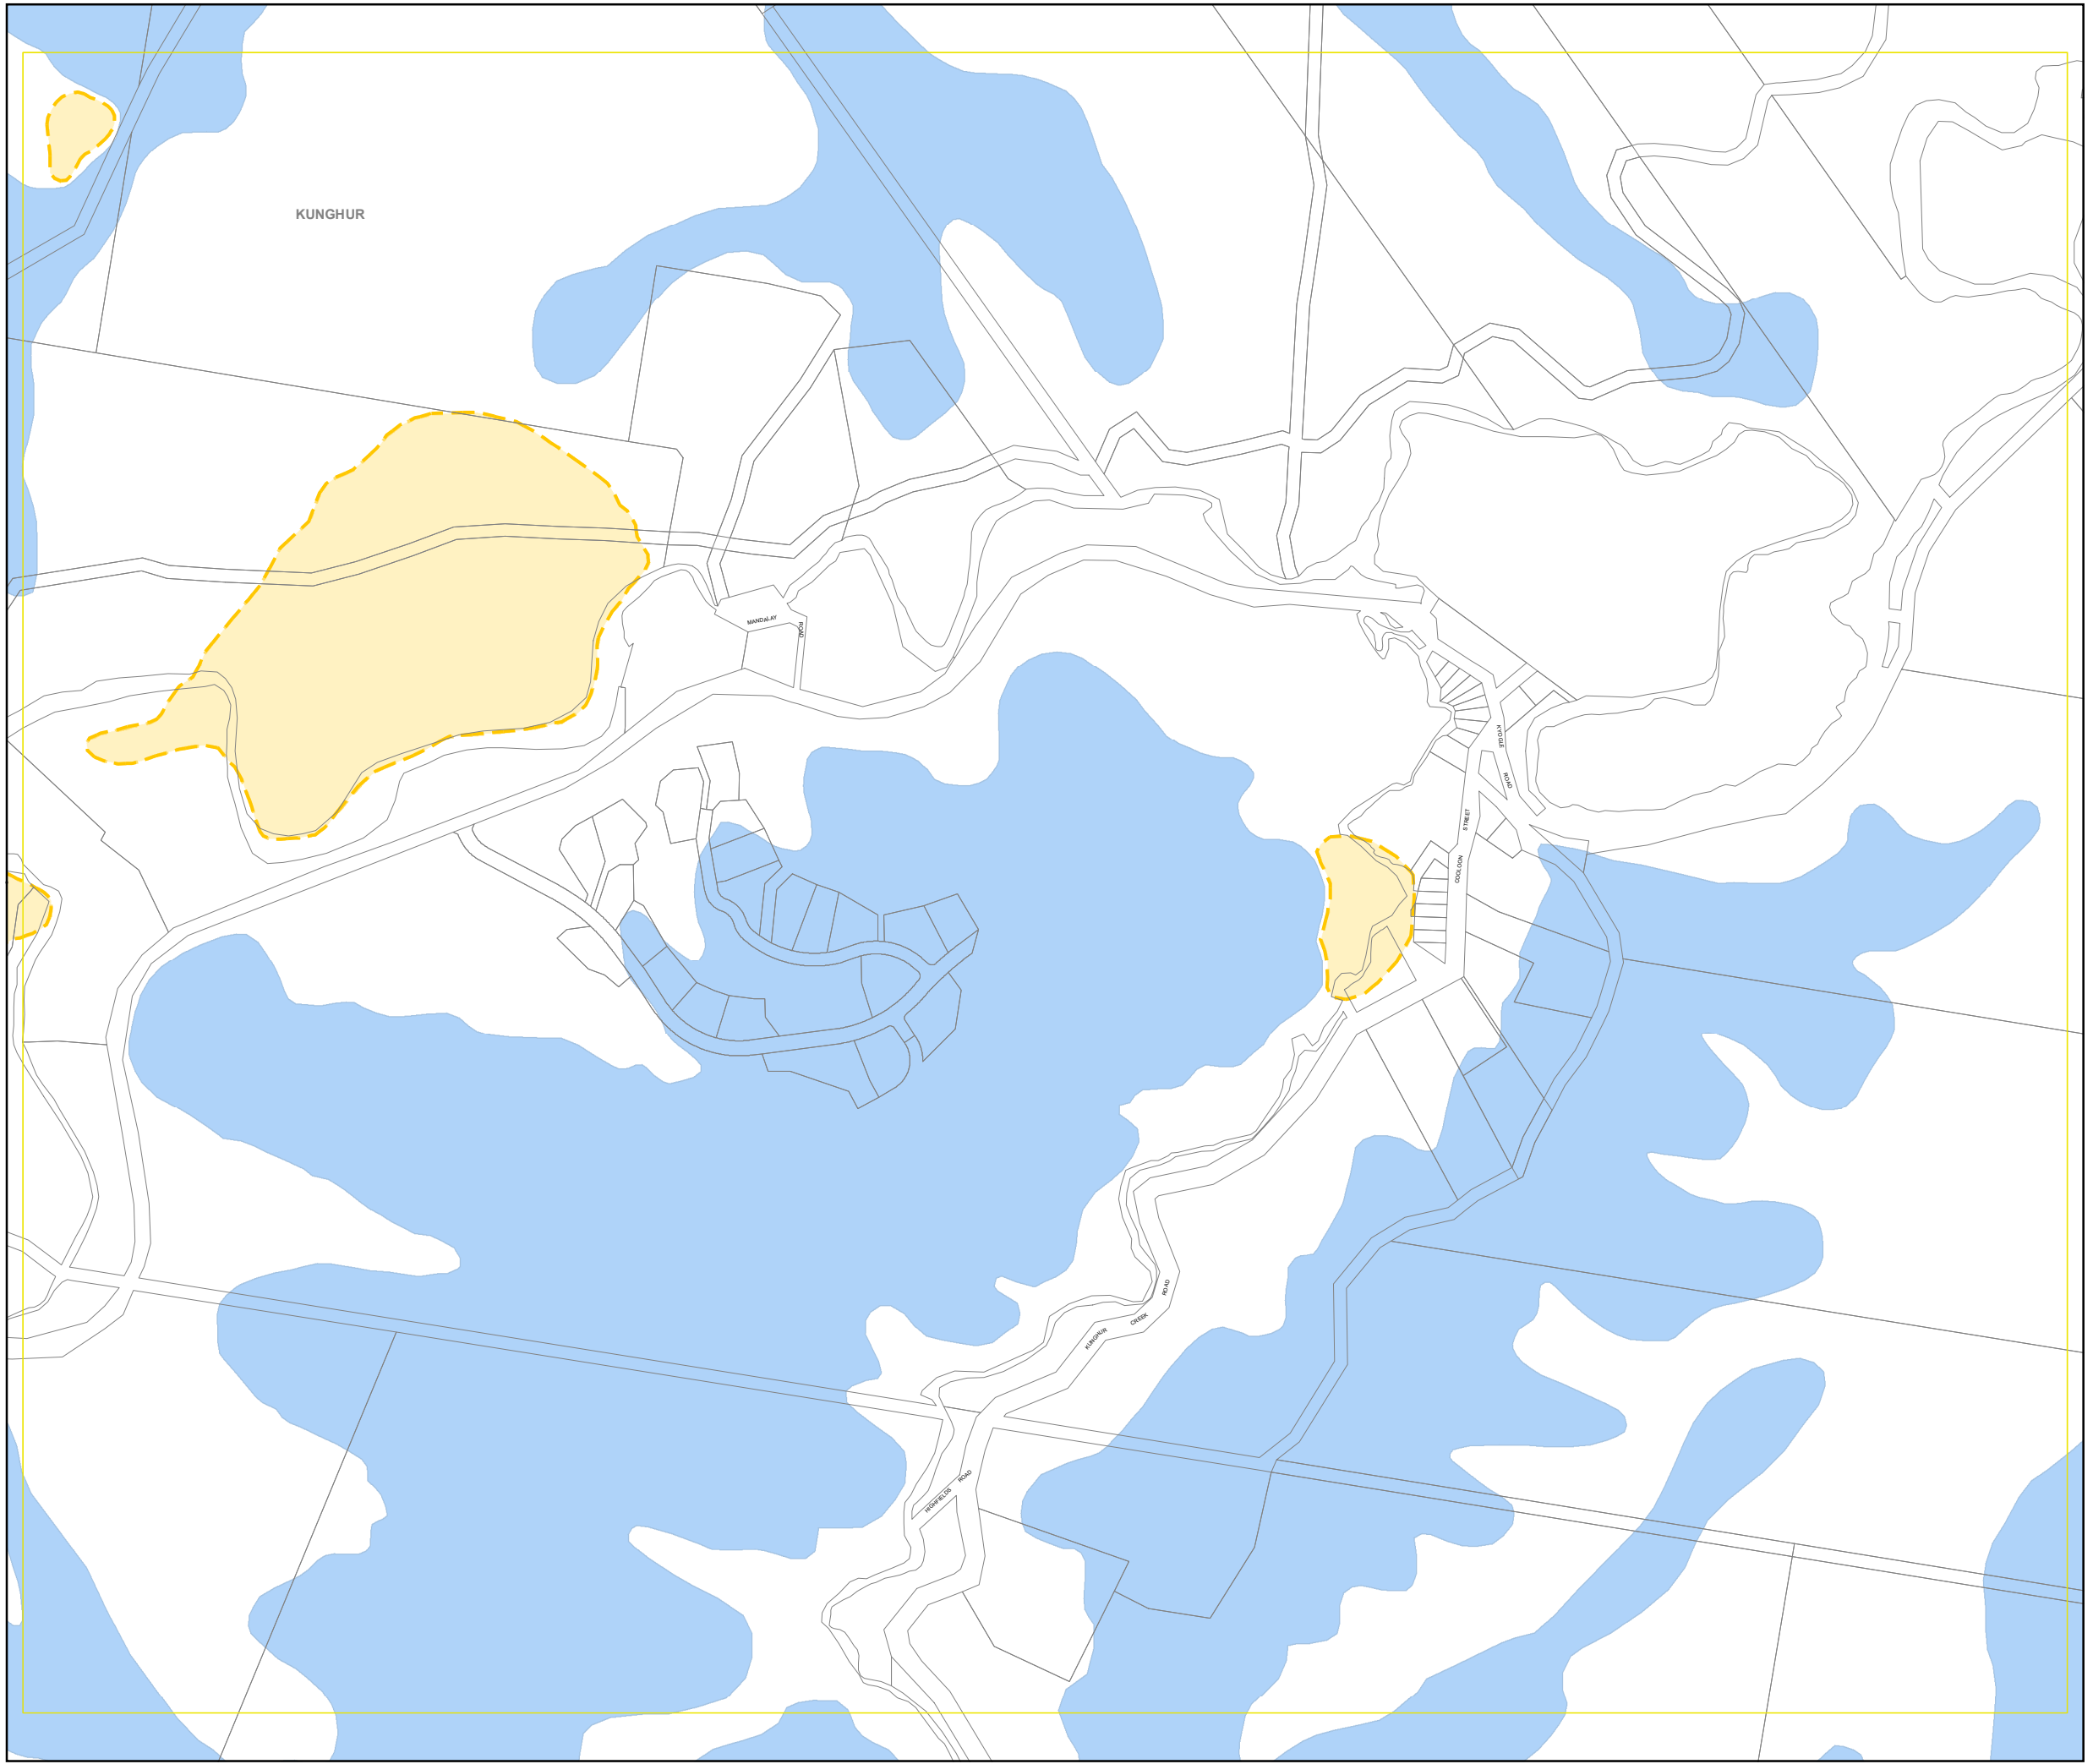 KUNGHUR
MANDALAY
ROAD
KYOGLE
ROAD
STREET
COOLOON
ROAD
CREEK
KUNGHUR
ROAD
HIGHFIELDS